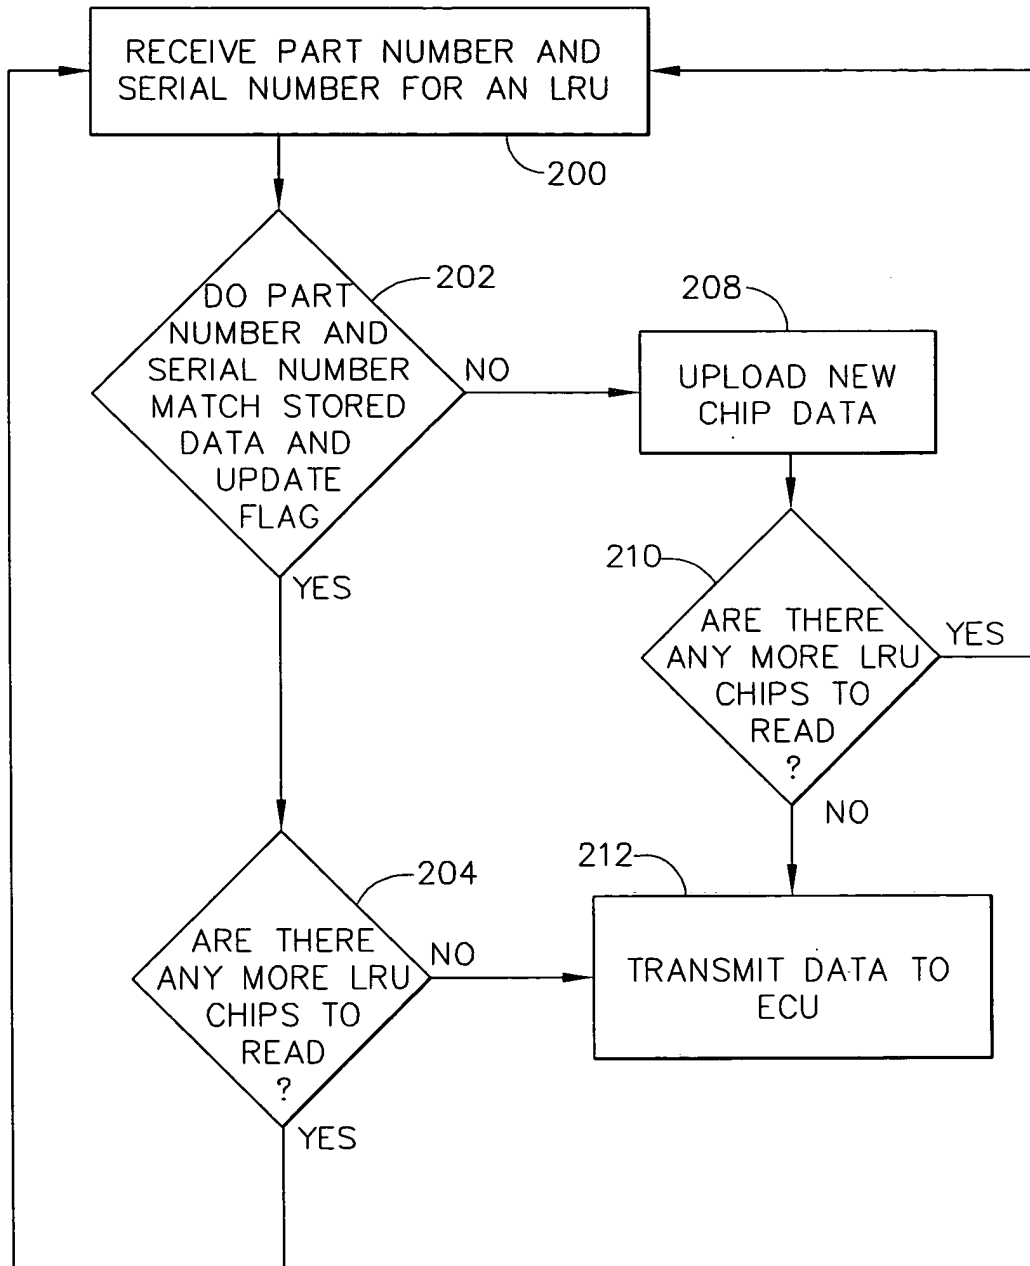 RECEIVE PART NUMBER AND
SERIAL NUMBER FOR AN LRU
200
202
DO PART
NUMBER AND
SERIAL NUMBER
MATCH STORED
DATA AND
UPDATE
FLAG
NO
YES
208
UPLOAD NEW
CHIP DATA
210
ARE THERE
ANY MORE LRU
CHIPS TO
READ
?
YES
NO
204
ARE THERE
ANY MORE LRU
CHIPS TO
READ
?
NO
YES
212
TRANSMIT DATA TO
ECU